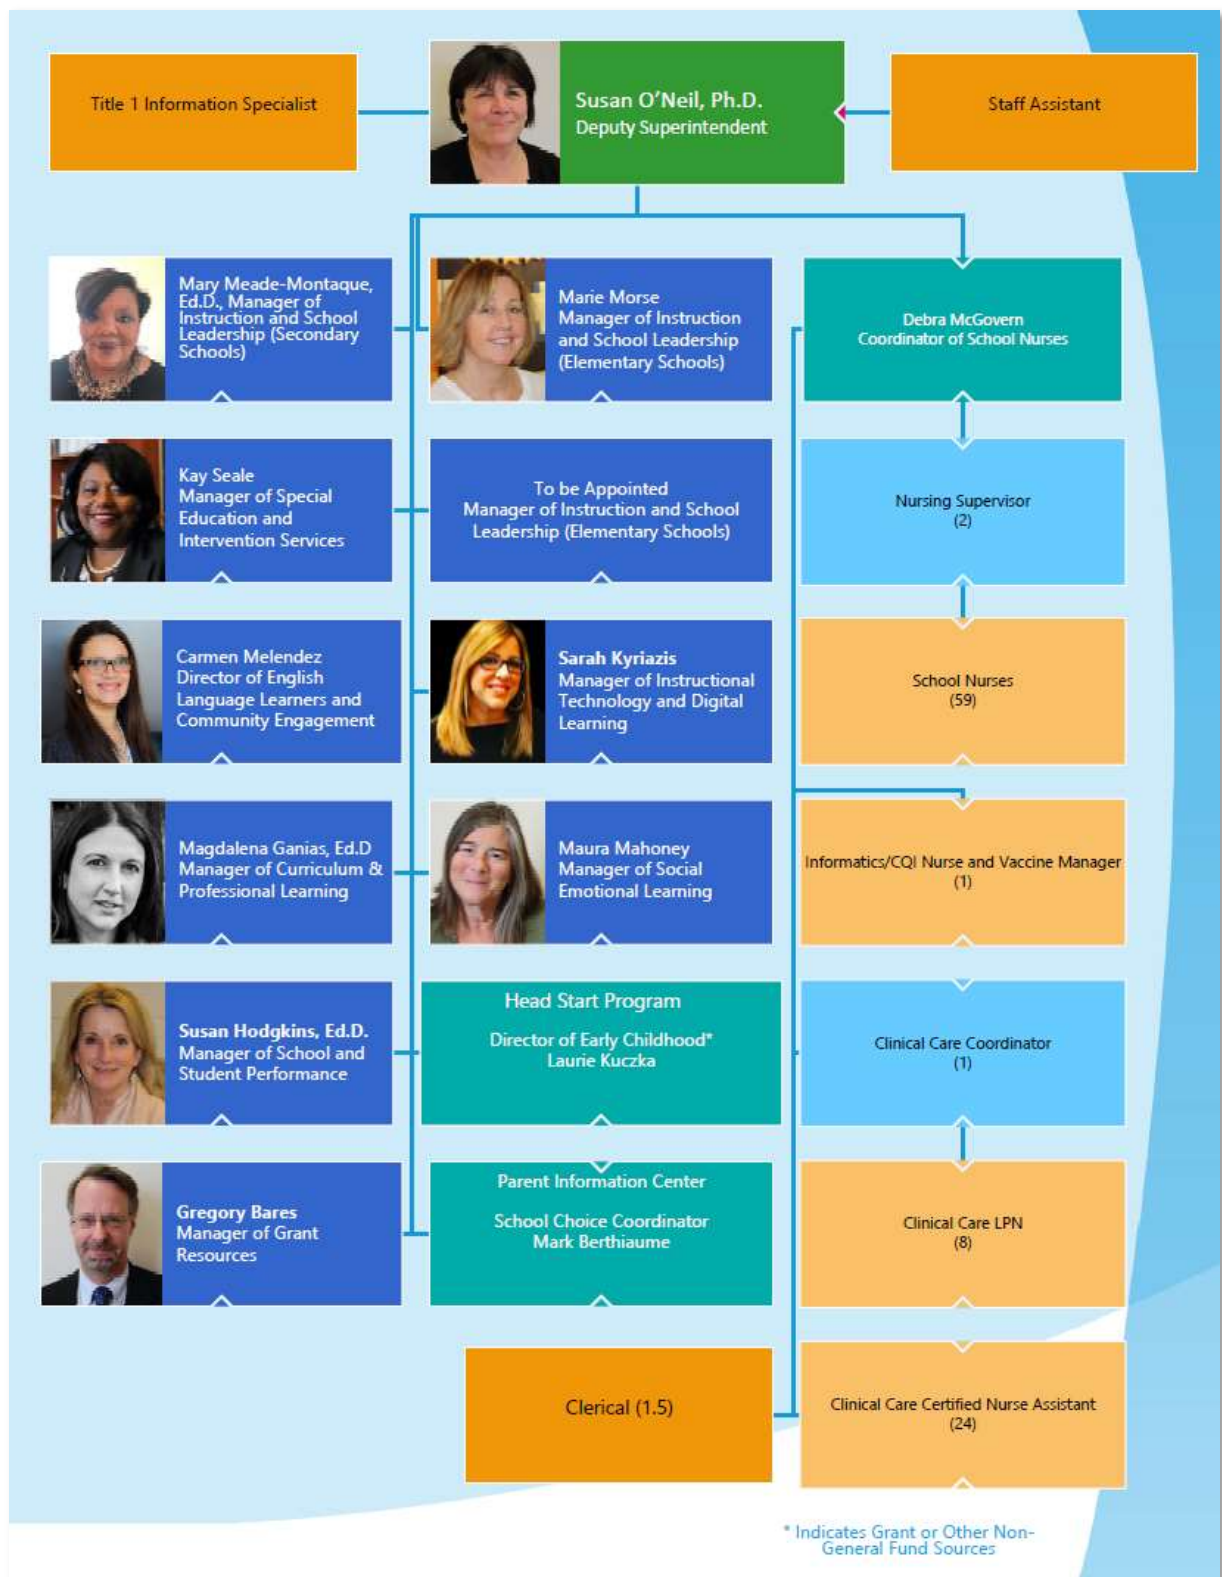 Title 1 Information Specialist
Susan O'Neil, Ph.D.
Deputy Superintendent
Staff Assistant
Mary Meade-Montaque,
Ed.D., Manager of
Instruction and School
Leadership (Secondary
Schools)
Marie Morse
Manager of Instruction
and School Leadership
(Elementary Schools)
Debra McGovern
Coordinator of School Nurses
Kay Seale
Manager of Special
Education and
Intervention Services
To be Appointed
Manager of Instruction and School
Leadership (Elementary Schools)
Nursing Supervisor
(2)
Carmen Melendez
Director of English
Language Learners and
Community Engagement
Sarah Kyriazis
Manager of Instructional
Technology and Digital
Learning
School Nurses
(59)
Magdalena Ganias, Ed.D
Manager of Curriculum &
Professional Learning
Maura Mahoney
Manager of Social
Emotional Learning
Informatics/CQI Nurse and Vaccine Manager
(1)
Susan Hodgkins, Ed.D.
Manager of School and
Student Performance
Head Start Program
Director of Early Childhood*
Laurie Kuczka
Clinical Care Coordinator
(1)
Gregory Bares
Manager of Grant
Resources
Parent Information Center
School Choice Coordinator
Mark Berthiaume
Clinical Care LPN
(8)
Clerical (1.5)
Clinical Care Certified Nurse Assistant
(24)
* Indicates Grant or Other Non-
General Fund Sources